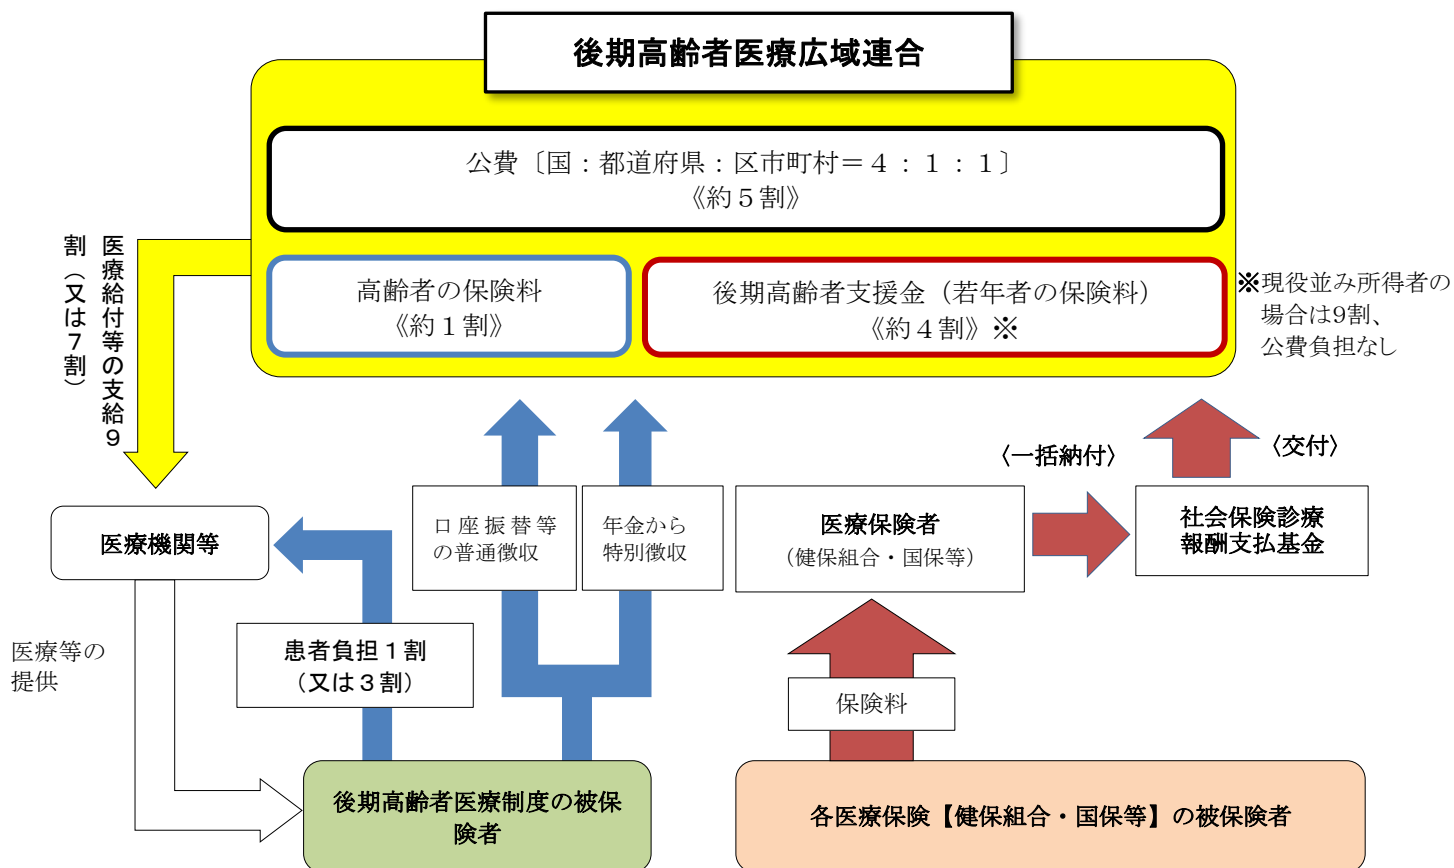 後期高齢者医療広域連合
公費〔国：都道府県：区市町村＝４：１：１〕
《約５割》
高齢者の保険料
《約１割》
後期高齢者支援金（若年者の保険料）
《約４割》※
※現役並み所得者の
場合は9割、
公費負担なし
医療給付等の支給９
割（又は７割）
〈一括納付〉
〈交付〉
医療機関等
口座振替等
の普通徴収
年金から
特別徴収
医療保険者
（健保組合・国保等）
社会保険診療
報酬支払基金
医療等の
提供
患者負担１割
（又は３割）
保険料
後期高齢者医療制度の被保
険者
各医療保険【健保組合・国保等】の被保険者